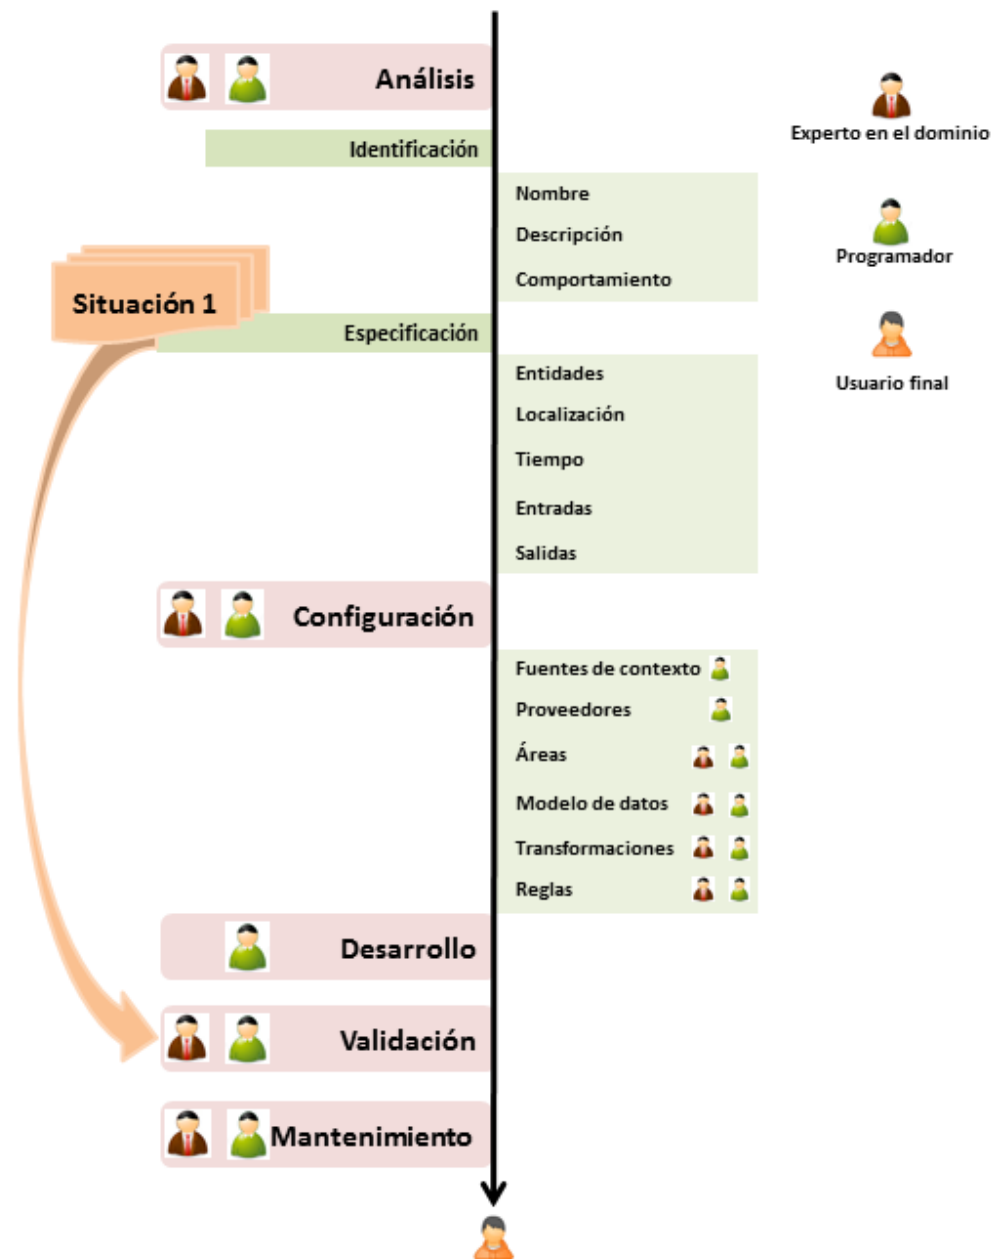 Análisis
Experto en el dominio
Identificación
Nombre
Descripción
Programador
Comportamiento
Situación 1
Especificación
Entidades
Usuario final
Localización
Tiempo
Entradas
Salidas
Configuración
Fuentes de contexto
Proveedores
Áreas
Modelo de datos
Transformaciones
Reglas
Desarrollo
Validación
Mantenimiento